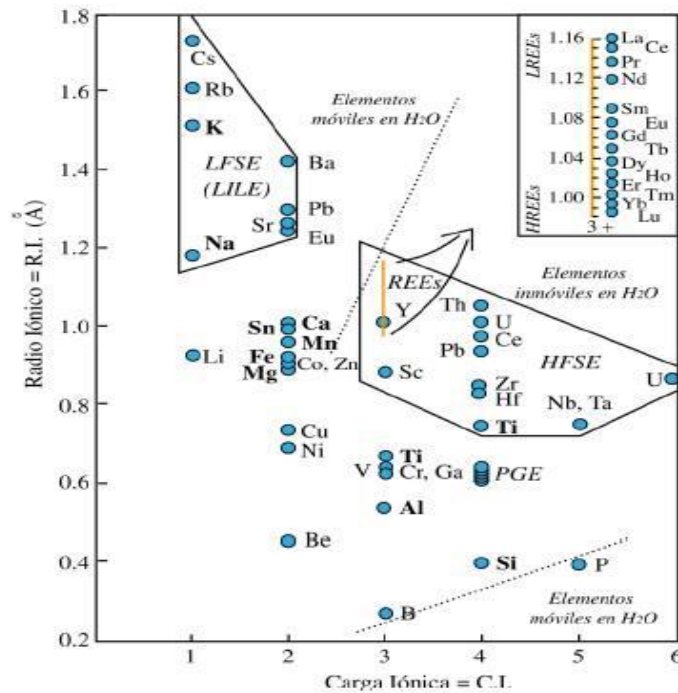 1.8
1.6
1.4
1.2
1.0
0.8
0.6
0.4
0.2
Radio Iónico = R.I. (Å)
Cs
Rb
K
LFSE
(LILE)
Na
Ba
Pb
Sr
Eu
Elementos
móviles en H2O
LREEs
HREEs
1.16
1.12
1.08
1.04
1.00
La
Ce
Pr
Nd
Sm
Eu
Gd
Tb
Dy
Ho
Er
Tm
Yb
Lu
3 +
REEs
Y
Elementos
inmóviles en H2O
Sn
Ca
Mn
Fe
Co, Zn
Mg
Li
Sc
Th
U
Ce
Pb
HFSE
Zr
Hf
Nb, Ta
U
Ti
Cu
Ni
Ti
V
Cr, Ga
PGE
Al
Be
Si
P
B
Elementos
móviles en H2O
1
2
3
4
5
6
Carga Iónica = C.I.